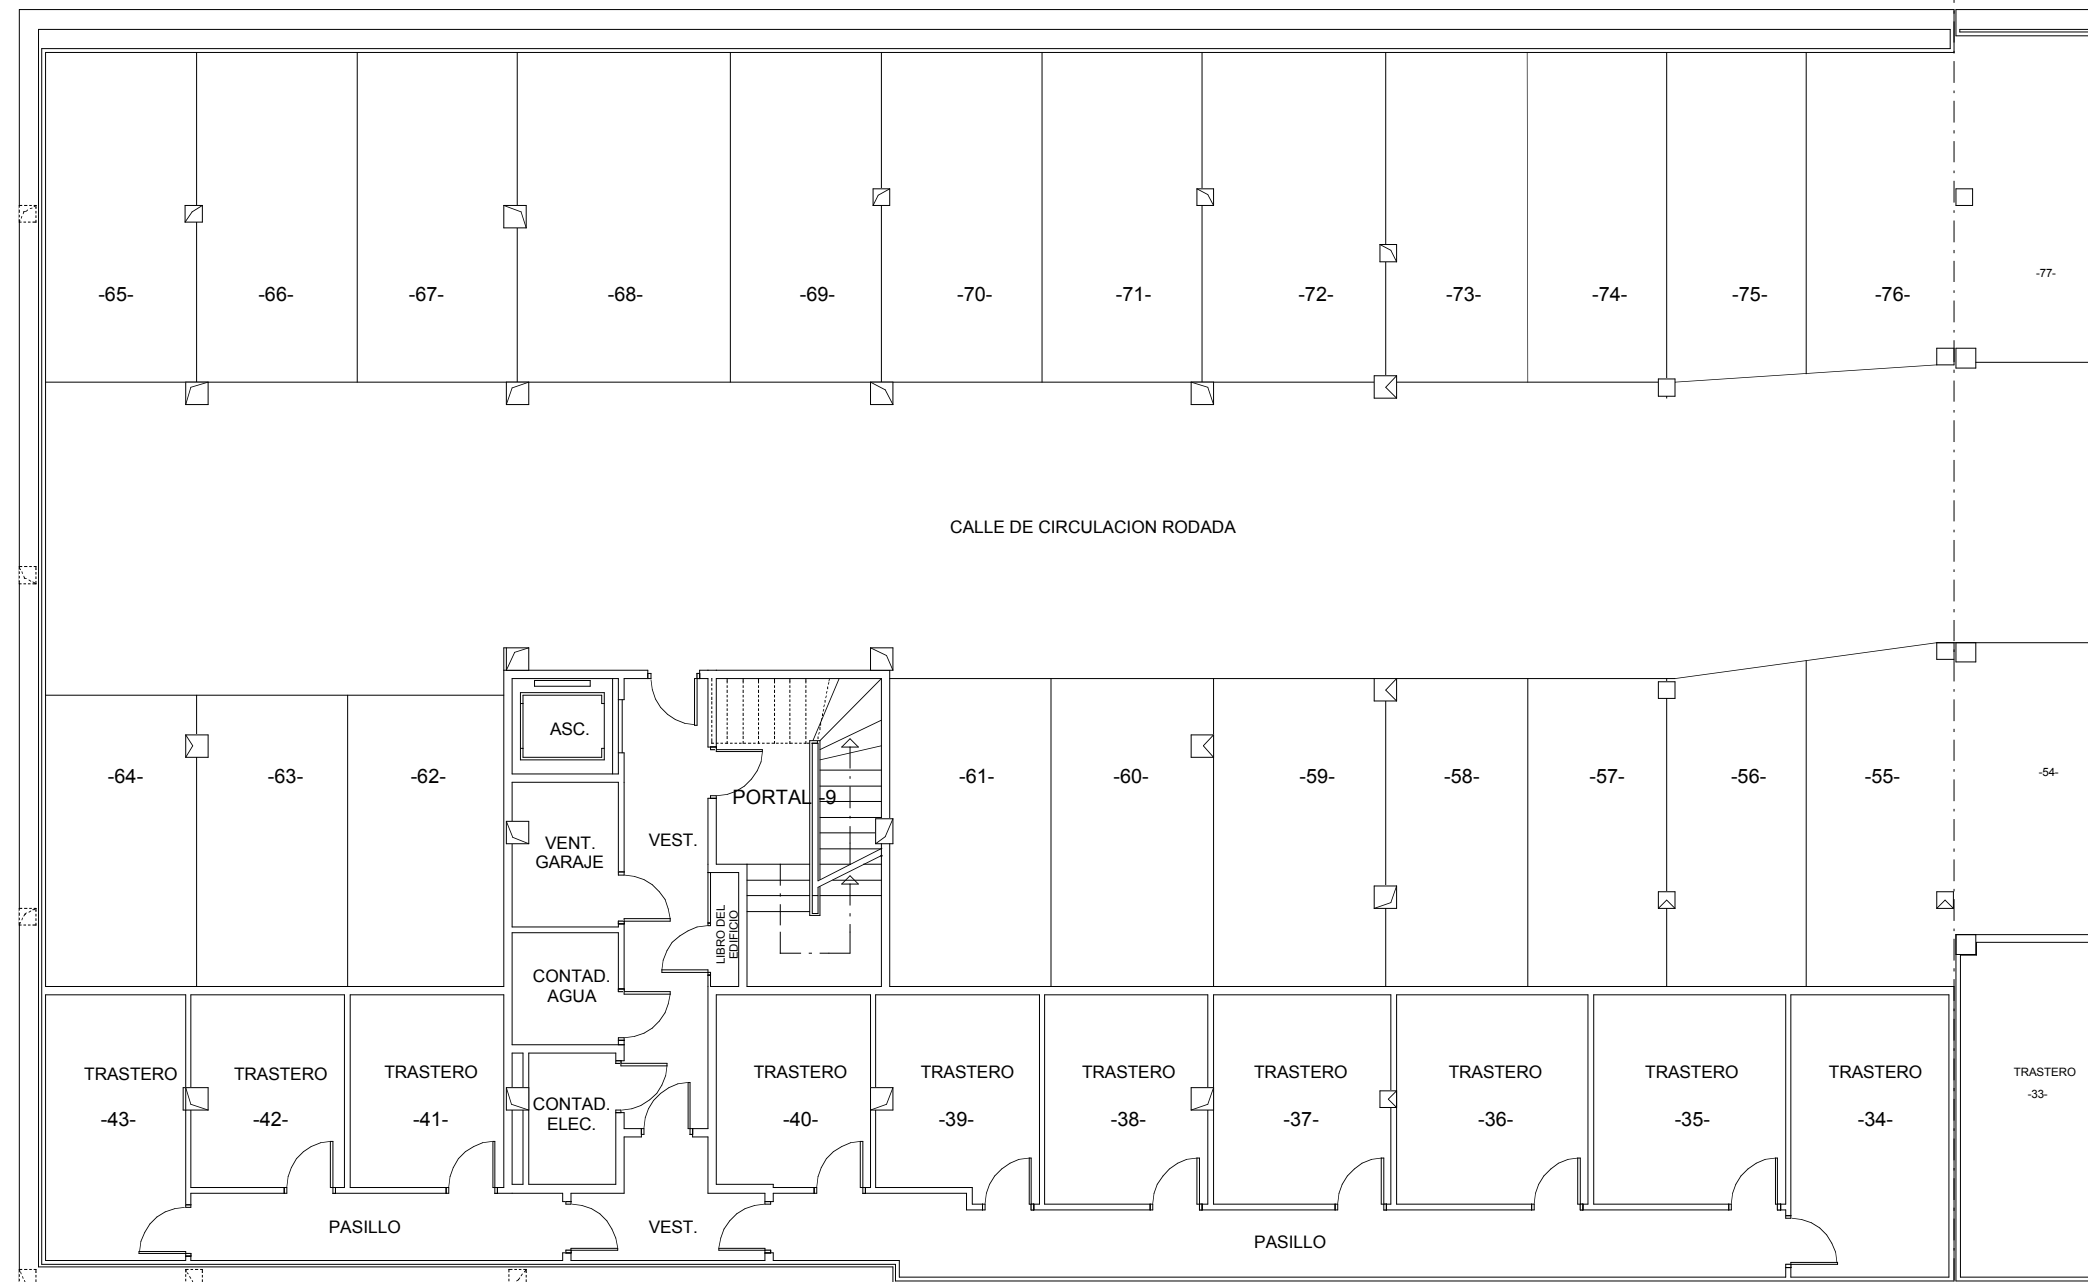 -65-
-66-
-67-
-68-
-69-
-70-
-71-
-72-
-73-
-74-
-75-
-76-
-77-
CALLE DE CIRCULACION RODADA
-64-
-63-
-62-
ASC.
PORTAL -9
VENT.
GARAJE
VEST.
LIBRO DEL
EDIFICIO
CONTAD.
AGUA
CONTAD.
ELEC.
-61-
-60-
-59-
-58-
-57-
-56-
-55-
-54-
TRASTERO
-43-
TRASTERO
-42-
TRASTERO
-41-
TRASTERO
-40-
TRASTERO
-39-
TRASTERO
-38-
TRASTERO
-37-
TRASTERO
-36-
TRASTERO
-35-
TRASTERO
-34-
TRASTERO
-33-
PASILLO
VEST.
PASILLO